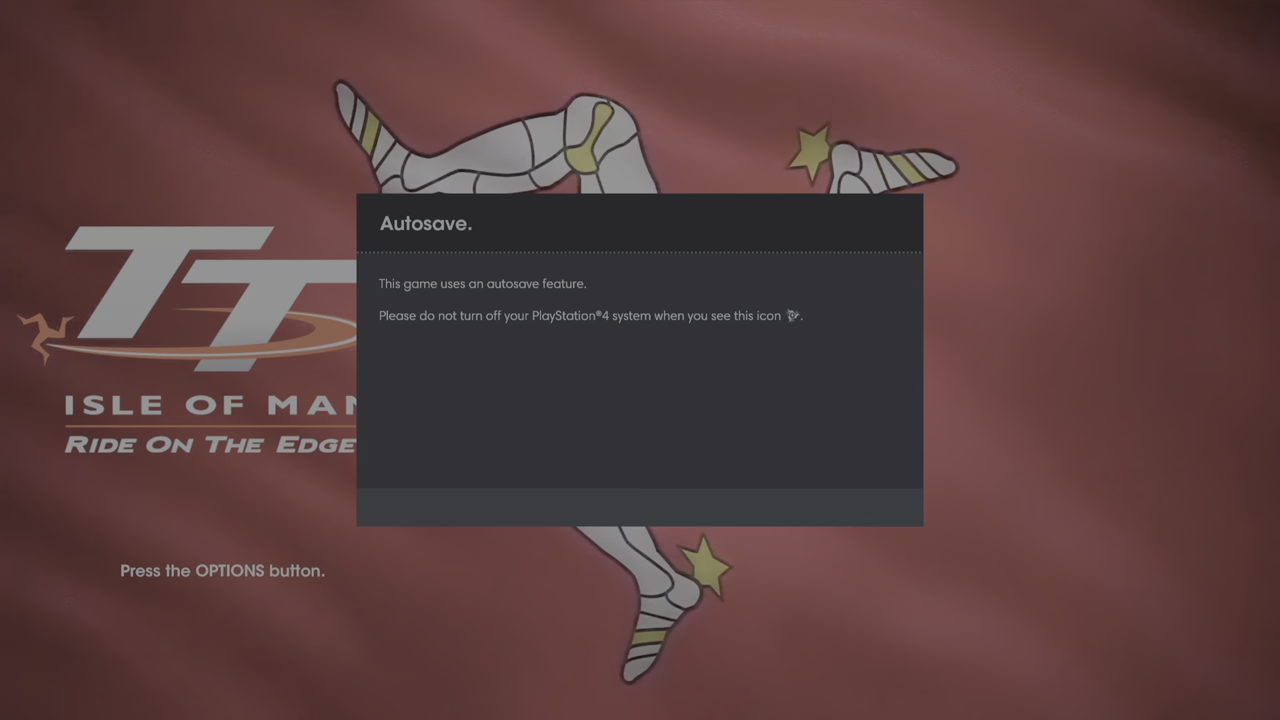 Autosave.
This game uses an autosave feature.
Please do not turn off your PlayStation®4 system when you see this icon .
TT
ISLE OF MAN
RIDE ON THE EDGE
Press the OPTIONS button.